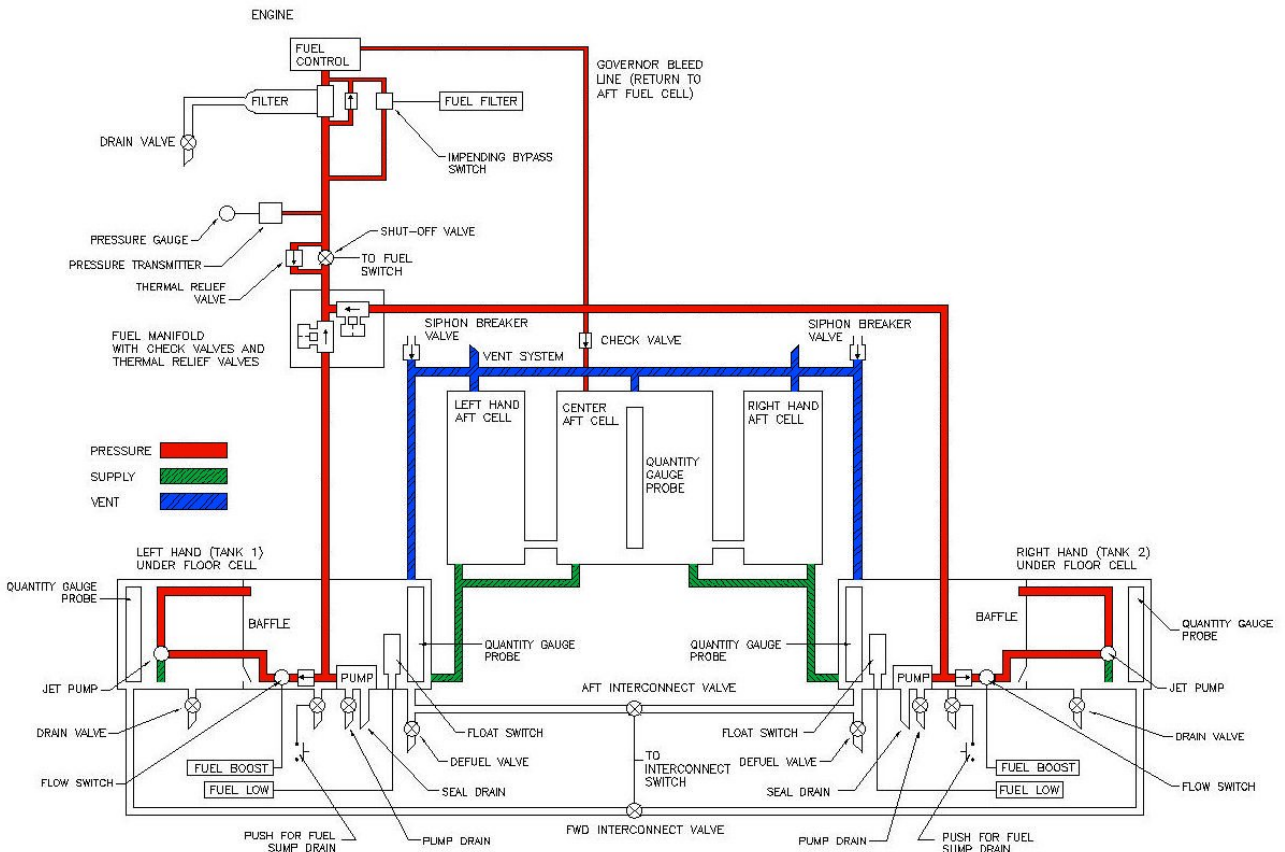 ENGINE
FUEL
CONTROL
GOVERNOR BLEED
LINE (RETURN TO
AFT FUEL CELL)
FILTER
FUEL FILTER
DRAIN VALVE
IMPENDING BYPASS
SWITCH
PRESSURE GAUGE
SHUT-OFF VALVE
PRESSURE TRANSMITTER
TO FUEL
SWITCH
THERMAL RELIEF
VALVE
FUEL MANIFOLD
WITH CHECK VALVES AND
THERMAL RELIEF VALVES
SIPHON BREAKER
VALVE
CHECK VALVE
SIPHON BREAKER
VALVE
VENT SYSTEM
LEFT HAND
AFT CELL
CENTER
AFT CELL
RIGHT HAND
AFT CELL
QUANTITY
GAUGE
PROBE
PRESSURE
SUPPLY
VENT
LEFT HAND (TANK 1)
UNDER FLOOR CELL
RIGHT HAND (TANK 2)
UNDER FLOOR CELL
QUANTITY GAUGE
PROBE
BAFFLE
QUANTITY GAUGE
PROBE
QUANTITY GAUGE
PROBE
BAFFLE
QUANTITY GAUGE
PROBE
JET PUMP
PUMP
AFT INTERCONNECT VALVE
PUMP
JET PUMP
DRAIN VALVE
FLOAT SWITCH
FLOAT SWITCH
DRAIN VALVE
DEFUEL VALVE
TO
INTERCONNECT
SWITCH
DEFUEL VALVE
FLOW SWITCH
FUEL BOOST
FUEL LOW
SEAL DRAIN
SEAL DRAIN
FUEL BOOST
FUEL LOW
FLOW SWITCH
PUSH FOR FUEL
SUMP DRAIN
PUMP DRAIN
FWD INTERCONNECT VALVE
PUMP DRAIN
PUSH FOR FUEL
SUMP DRAIN